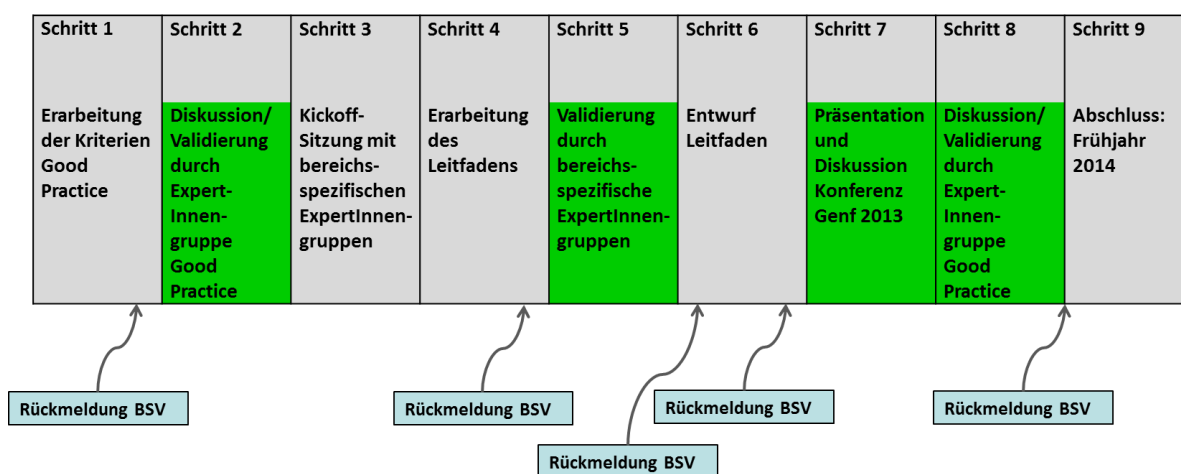 Schritt 1
Erarbeitung
der Kriterien
Good
Practice
Schritt 2
Diskussion/
Validierung
durch
Expert-
Innen-
gruppe
Good
Practice
Schritt 3
Kickoff-
Sitzung mit
bereichs-
spezifischen
ExpertInnen-
gruppen
Schritt 4
Erarbeitung
des
Leitfadens
Schritt 5
Validierung
durch
bereichs-
spezifische
ExpertInnen-
gruppen
Schritt 6
Entwurf
Leitfaden
Schritt 7
Präsentation
und
Diskussion
Konferenz
Genf 2013
Schritt 8
Diskussion/
Validierung
durch
Expert-
Innen-
gruppe
Good
Practice
Schritt 9
Abschluss:
Frühjahr
2014
Rückmeldung BSV
Rückmeldung BSV
Rückmeldung BSV
Rückmeldung BSV
Rückmeldung BSV